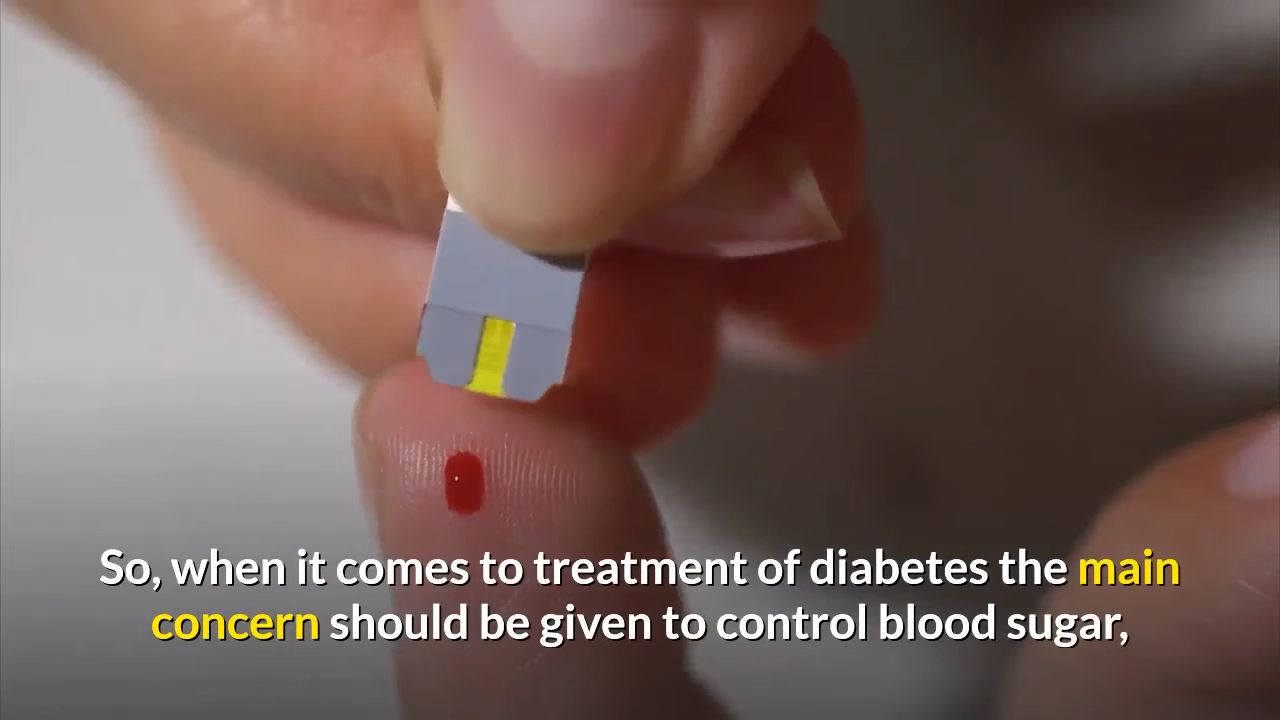 So, when it comes to treatment of diabetes the main
concern should be given to control blood sugar,